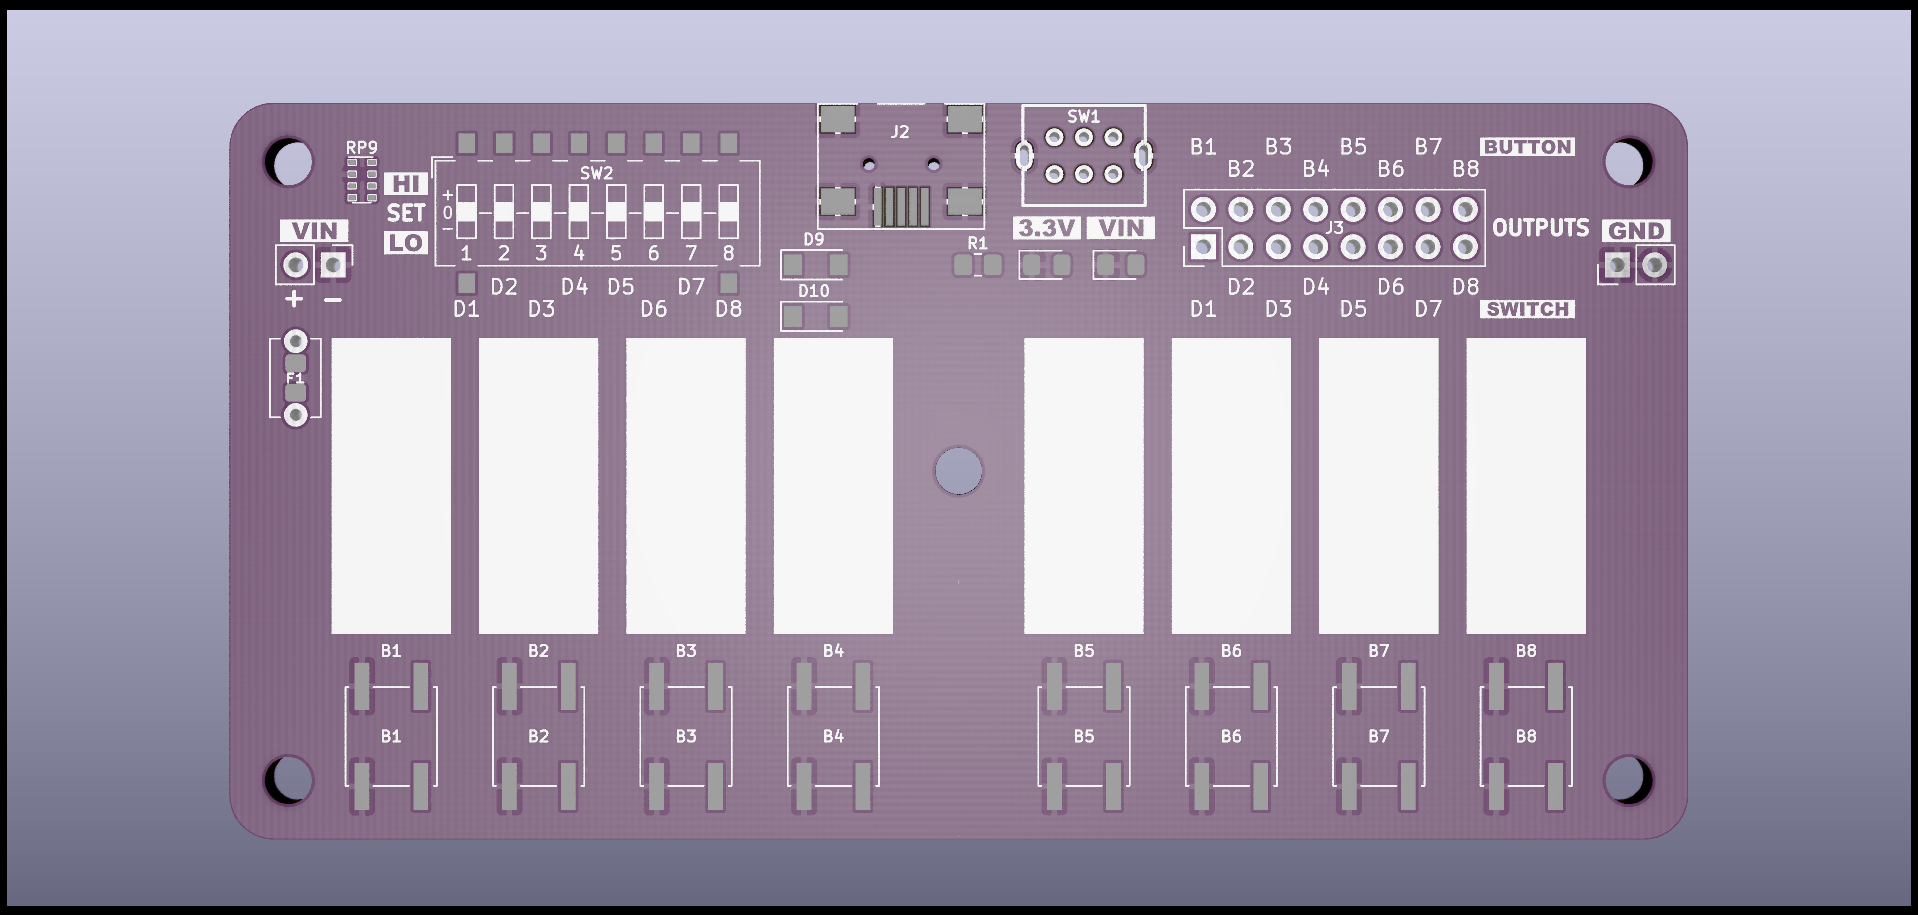 RP9
HI
SET
LO
VIN
+ −
SW2
+
0
−
1 2 3 4 5 6 7 8
D2 D4 D5 D7
D1 D3 D6 D8
F1
J2
D9
D10
R1
SW1
3.3V VIN
B1 B3 B5 B7 BUTTON
B2 B4 B6 B8
J3
OUTPUTS
D2 D4 D6 D8
D1 D3 D5 D7 SWITCH
GND
B1 B2 B3 B4 B5 B6 B7 B8
B1 B2 B3 B4 B5 B6 B7 B8